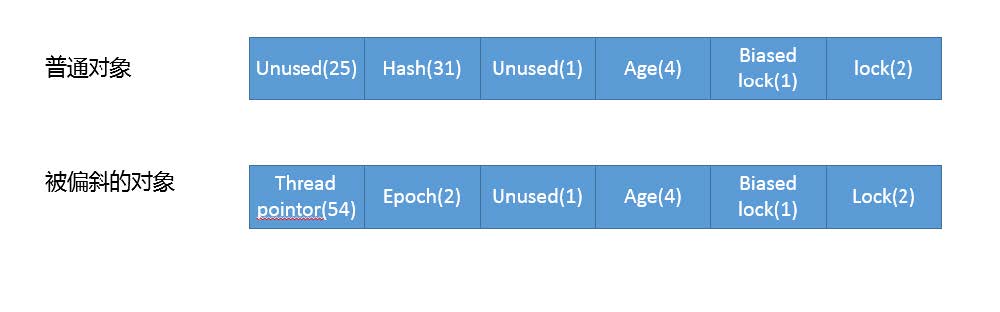 普通对象
Unused(25)
Hash(31)
Unused(1)
Age(4)
Biased
lock(1)
lock(2)
被偏斜的对象
Thread
pointor(54)
Epoch(2)
Unused(1)
Age(4)
Biased
lock(1)
Lock(2)